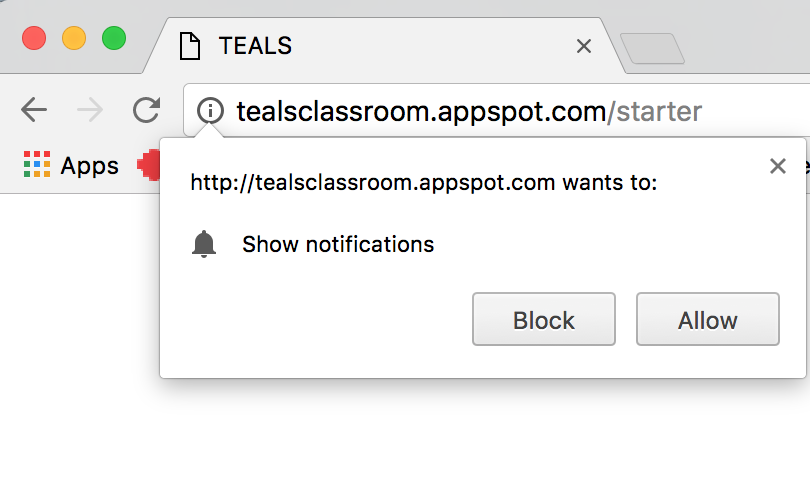 TEALS
tealsclassroom.appspot.com/starter
Apps
http://tealsclassroom.appspot.com wants to:
Show notifications
Block Allow